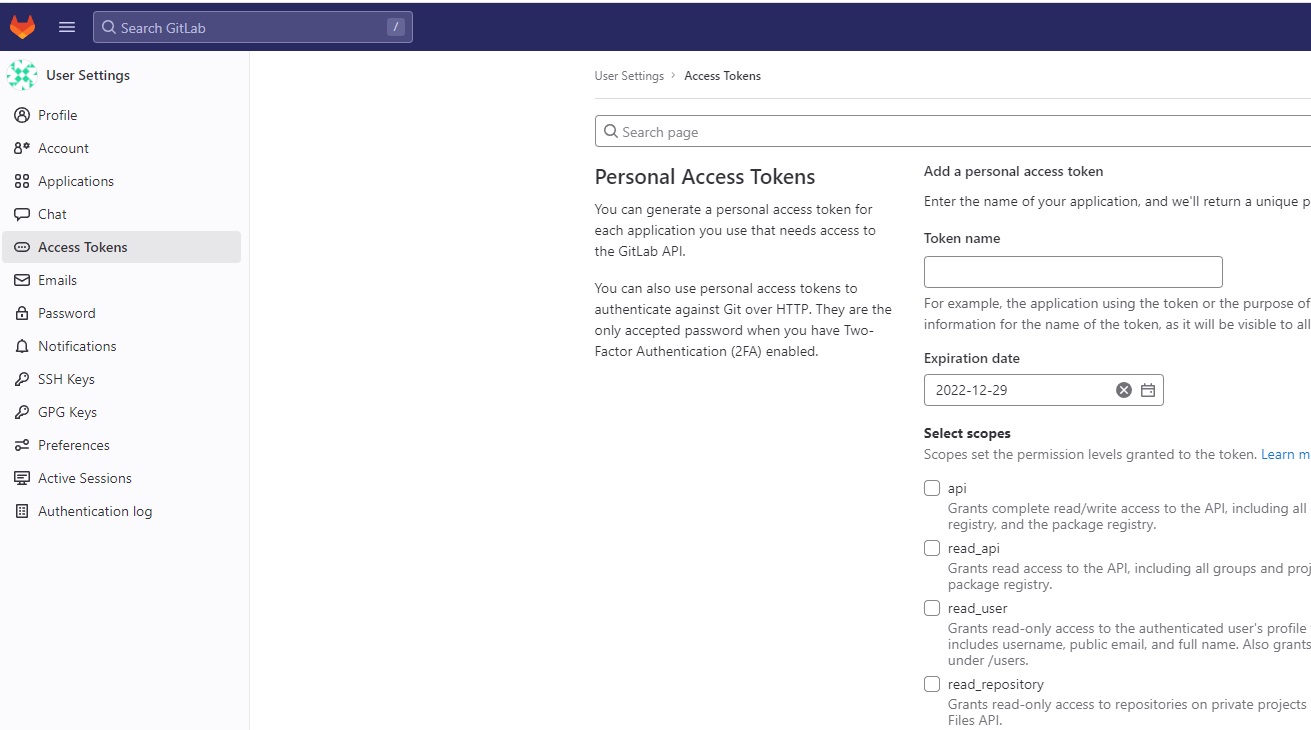 Search GitLab /
User Settings
Profile
Account
Applications
Chat
Access Tokens
Emails
Password
Notifications
SSH Keys
GPG Keys
Preferences
Active Sessions
Authentication log
User Settings > Access Tokens
Search page
Personal Access Tokens
You can generate a personal access token for
each application you use that needs access to
the GitLab API.
You can also use personal access tokens to
authenticate against Git over HTTP. They are the
only accepted password when you have Two-
Factor Authentication (2FA) enabled.
Add a personal access token
Enter the name of your application, and we'll return a unique p
Token name
For example, the application using the token or the purpose of
information for the name of the token, as it will be visible to all
Expiration date
2022-12-29
Select scopes
Scopes set the permission levels granted to the token. Learn m
api
Grants complete read/write access to the API, including all
registry, and the package registry.
read_api
Grants read access to the API, including all groups and proj
package registry.
read_user
Grants read-only access to the authenticated user's profile
includes username, public email, and full name. Also grants
under /users.
read_repository
Grants read-only access to repositories on private projects
Files API.